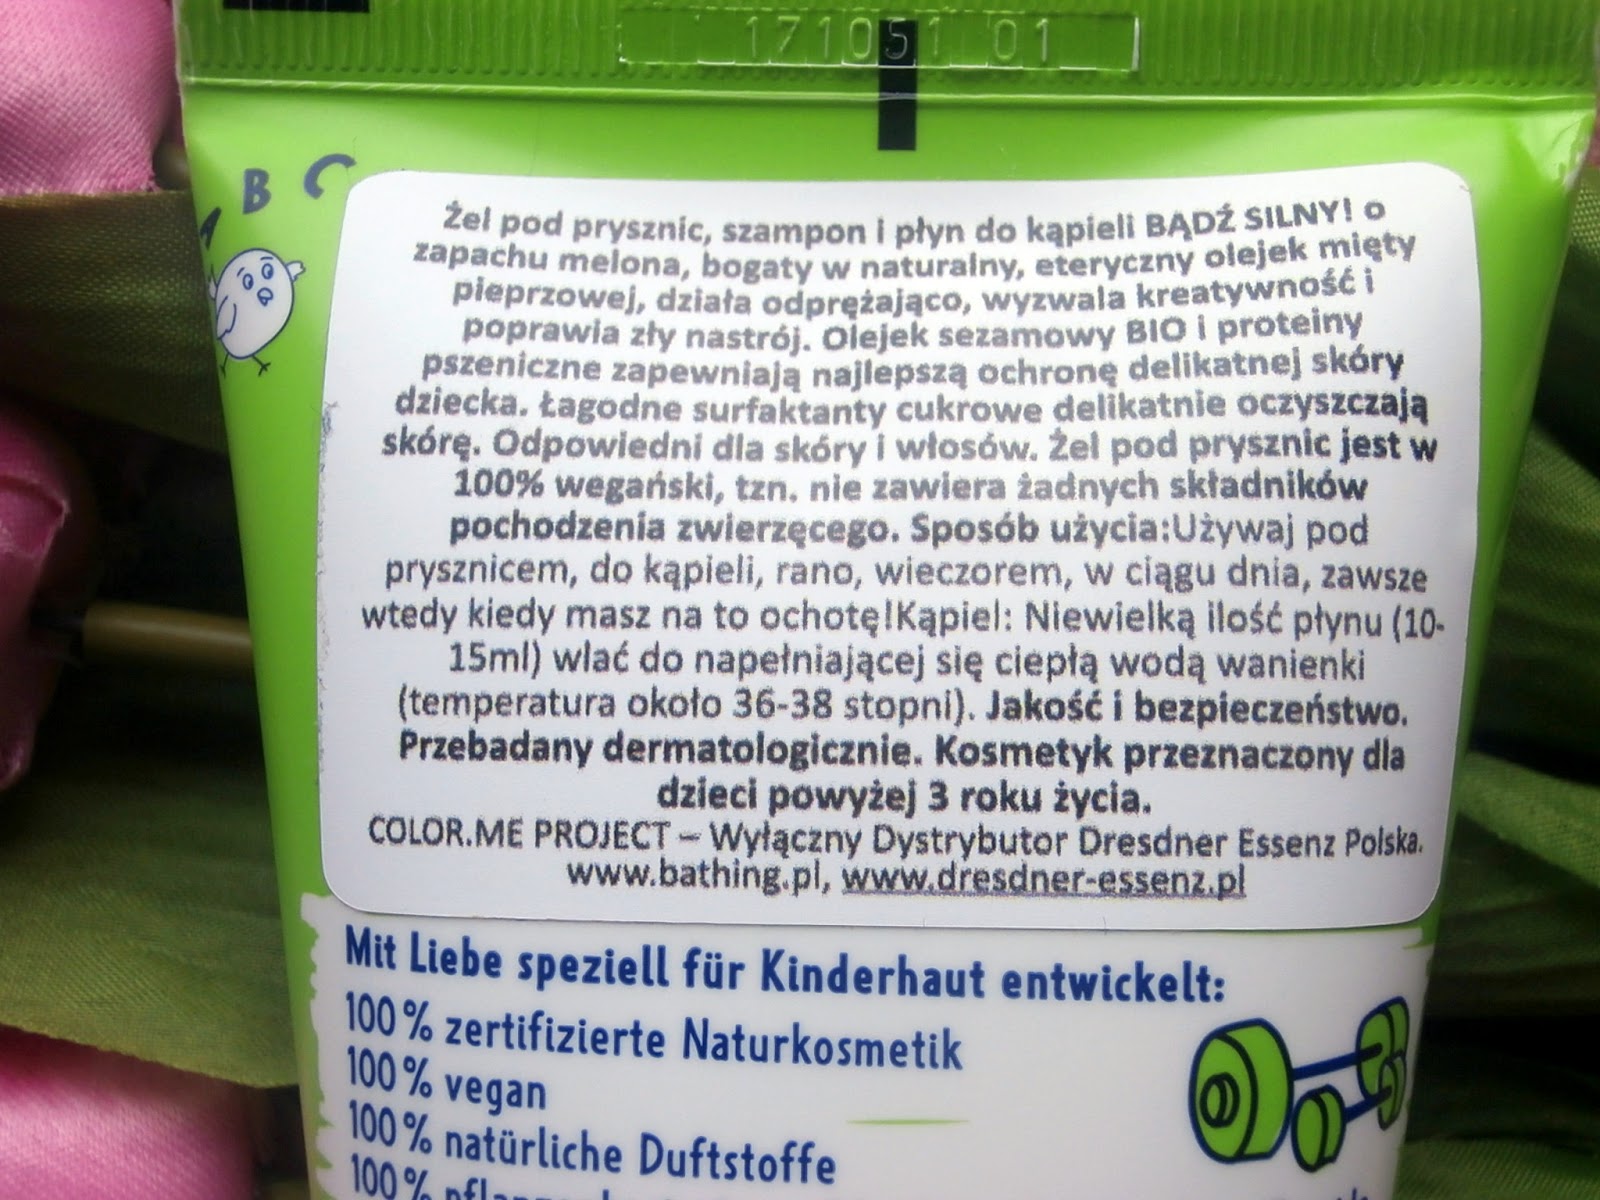 171051 01
A B C
Żel pod prysznic, szampon i płyn do kąpieli BĄDŹ SILNY! o
zapachu melona, bogaty w naturalny, eteryczny olejek mięty
pieprzowej, działa odprężająco, wyzwala kreatywność i
poprawia zły nastrój. Olejek sezamowy BIO i proteiny
pszeniczne zapewniają najlepszą ochronę delikatnej skóry
dziecka. Łagodne surfaktanty cukrowe delikatnie oczyszczają
skórę. Odpowiedni dla skóry i włosów. Żel pod prysznic jest w
100% wegański, tzn. nie zawiera żadnych składników
pochodzenia zwierzęcego. Sposób użycia:Używaj pod
prysznicem, do kąpieli, rano, wieczorem, w ciągu dnia, zawsze
wtedy kiedy masz na to ochotę!Kąpiel: Niewielką ilość płynu (10-
15ml) wlać do napełniającej się ciepłą wodą wanienki
(temperatura około 36-38 stopni). Jakość i bezpieczeństwo.
Przebadany dermatologicznie. Kosmetyk przeznaczony dla
dzieci powyżej 3 roku życia.
COLOR.ME PROJECT – Wyłączny Dystrybutor Dresdner Essenz Polska.
www.bathing.pl, www.dresdner-essenz.pl
Mit Liebe speziell für Kinderhaut entwickelt:
100 % zertifizierte Naturkosmetik
100 % vegan
100 % natürliche Duftstoffe
100 %